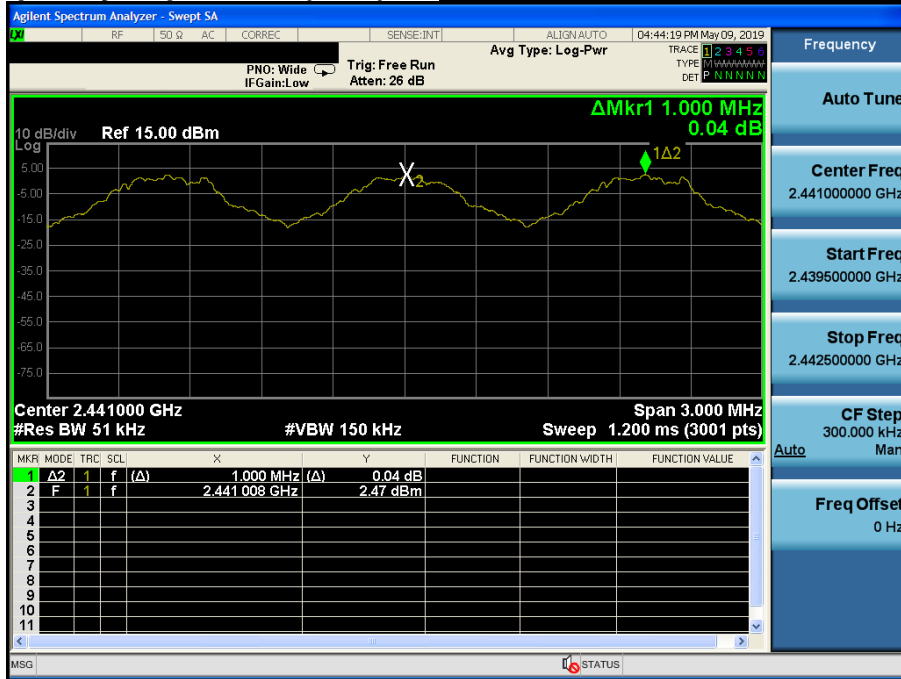 Agilent Spectrum Analyzer - Swept SA
LXI RF 50 Ω AC CORREC SENSE:INT ALIGNAUTO 04:44:19 PM May 09, 2019
Avg Type: Log-Pwr
TRACE 1 2 3 4 5 6
TYPE M WWWWW
DET P N N N N N
PNO: Wide
IFGain:Low
Trig: Free Run
Atten: 26 dB
ΔMkr1 1.000 MHz
0.04 dB
10 dB/div Ref 15.00 dBm
Log
1Δ2
5.00
2
-5.00
-15.0
-25.0
-35.0
-45.0
-55.0
-65.0
-75.0
Center 2.441000 GHz Span 3.000 MHz
#Res BW 51 kHz #VBW 150 kHz Sweep 1.200 ms (3001 pts)
MKR MODE TRC SCL X Y FUNCTION FUNCTION WIDTH FUNCTION VALUE
1 Δ2 1 f (Δ) 1.000 MHz (Δ) 0.04 dB
2 F 1 f 2.441 008 GHz 2.47 dBm
3
4
5
6
7
8
9
10
11
MSG STATUS
Frequency
Auto Tune
Center Freq
2.441000000 GHz
Start Freq
2.439500000 GHz
Stop Freq
2.442500000 GHz
CF Step
300.000 kHz
Auto Man
Freq Offset
0 Hz